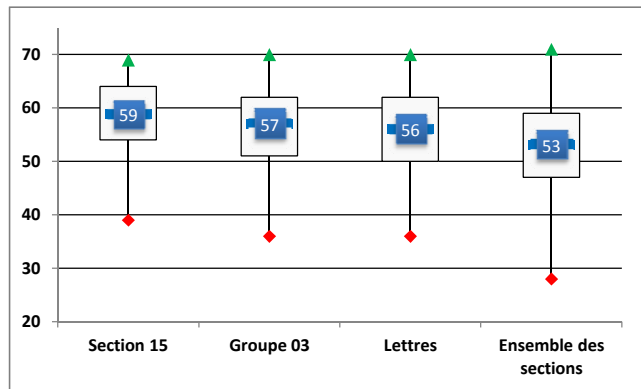 70
60
50
40
30
20
59
57
56
53
Section 15
Groupe 03
Lettres
Ensemble des
sections